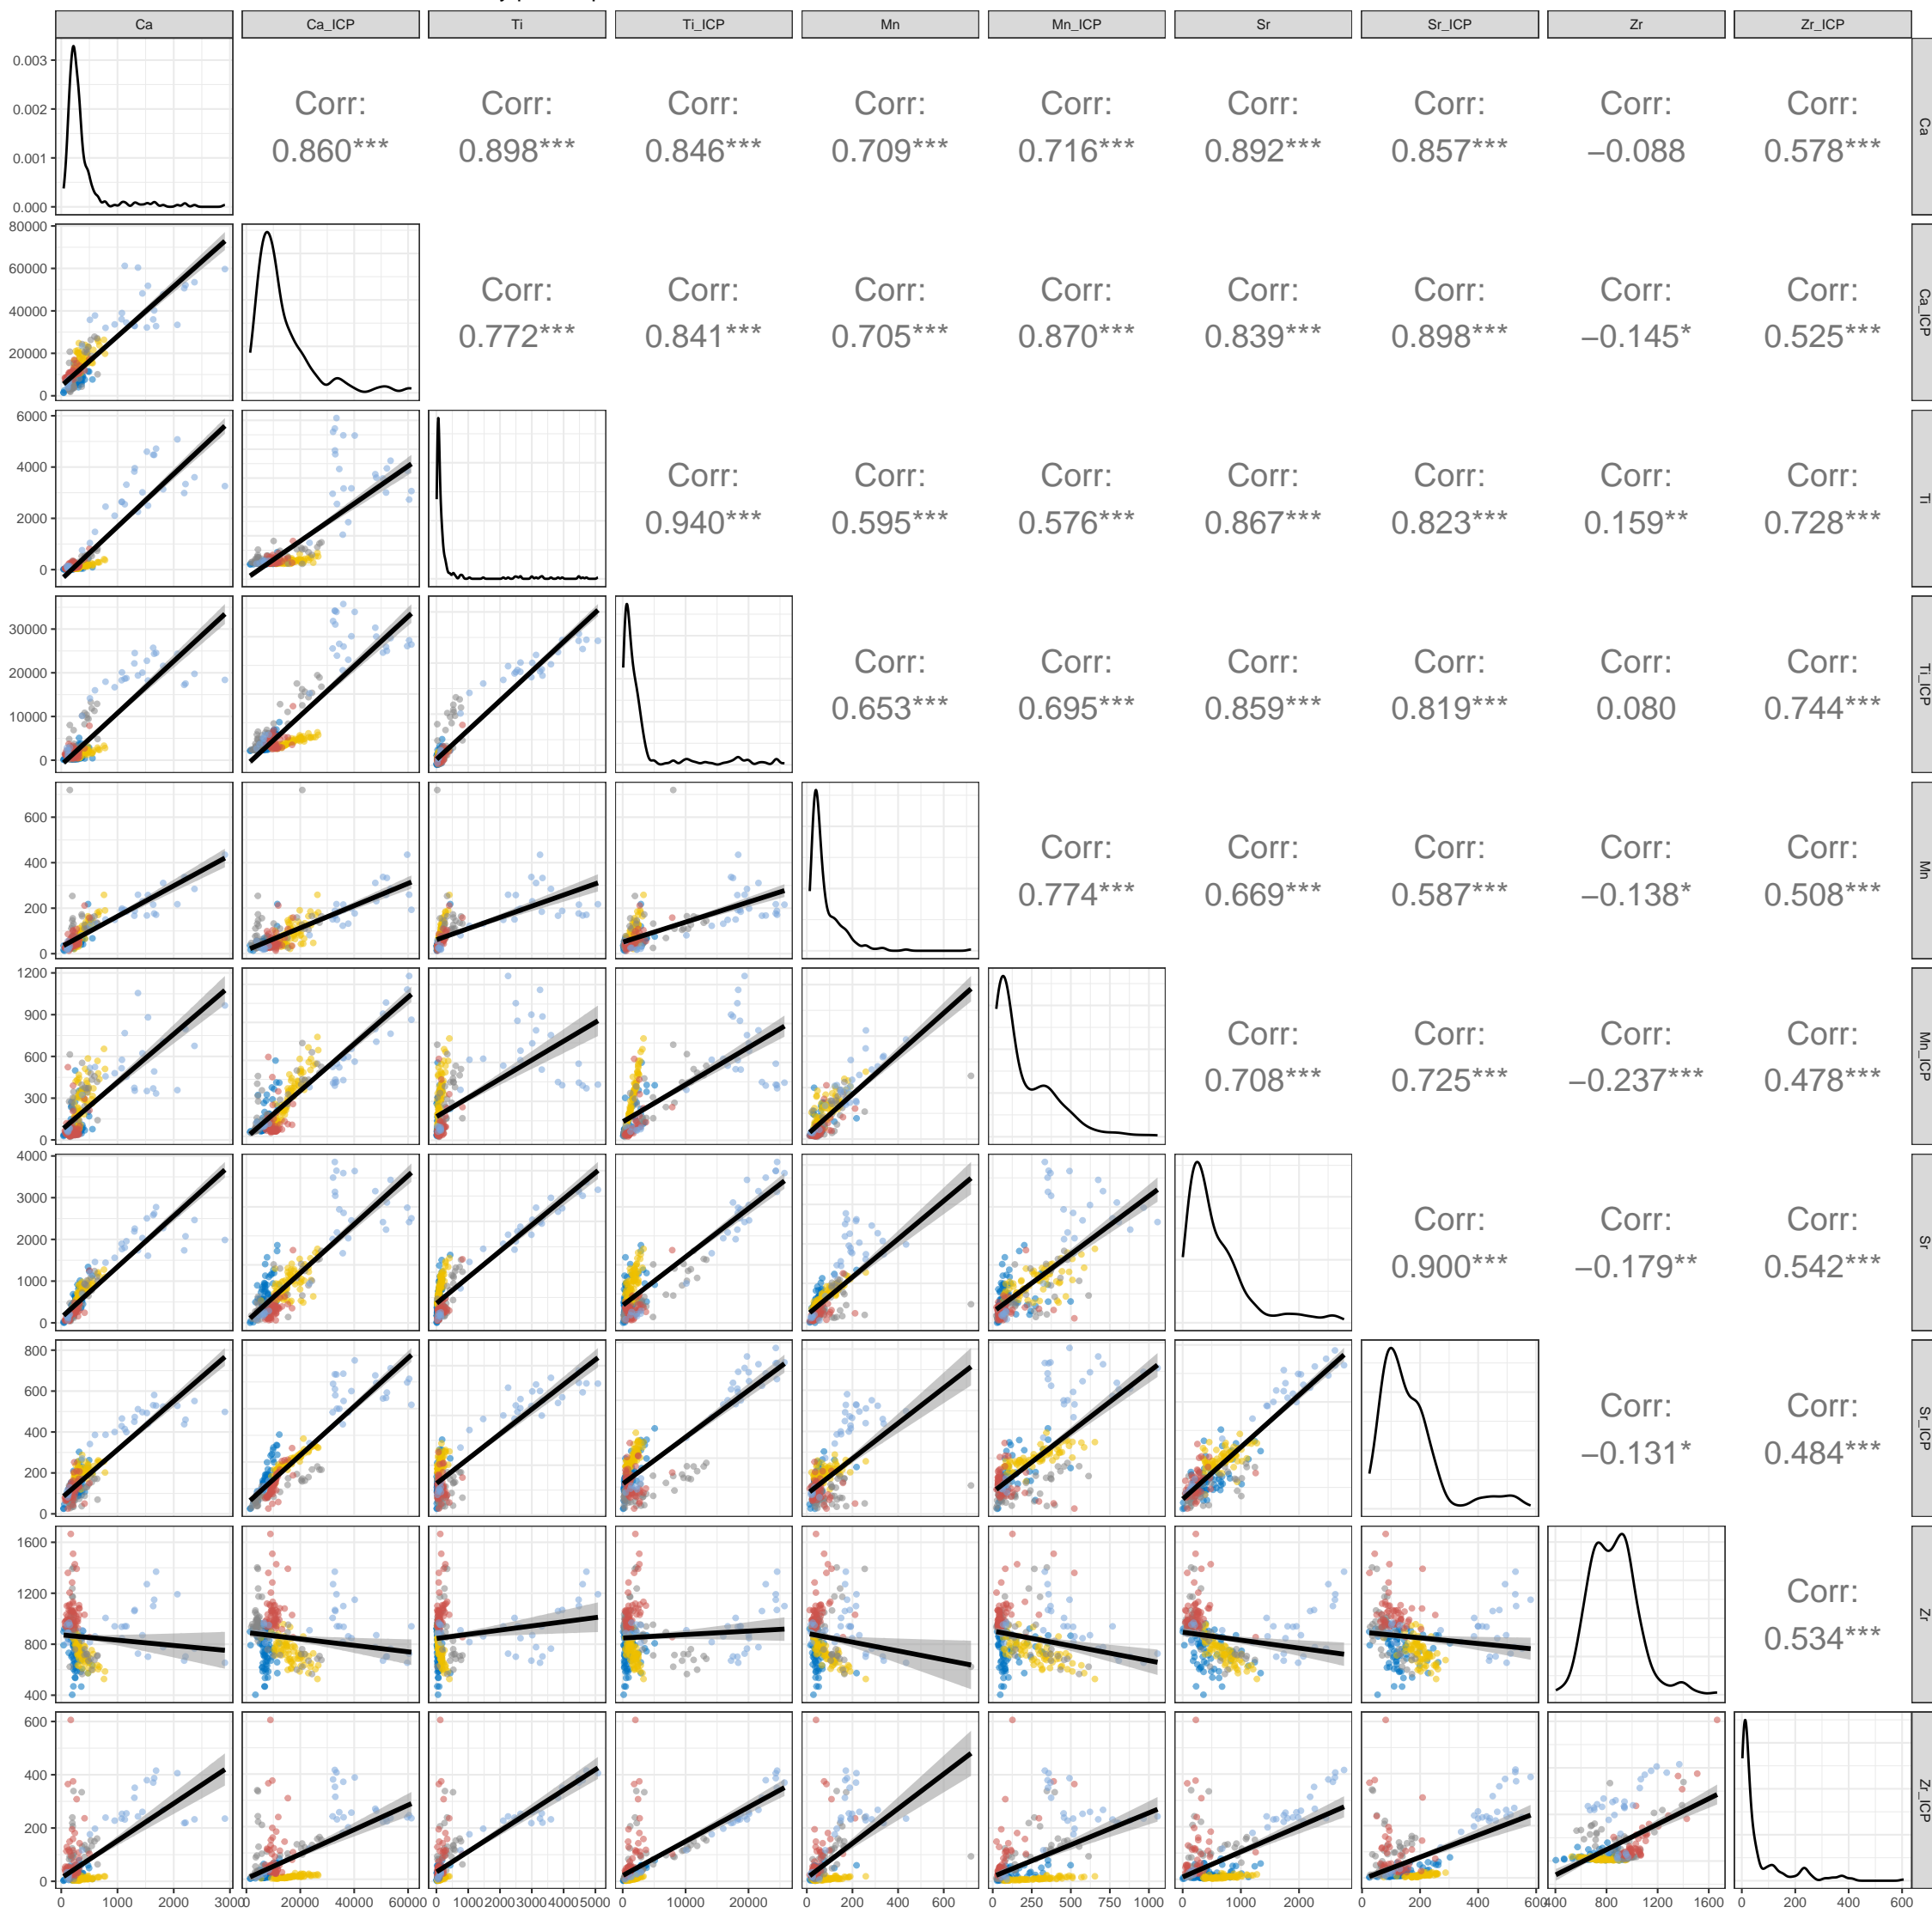 Ca Ca_ICP Ti Ti_ICP Mn Mn_ICP Sr Sr_ICP Zr Zr_ICP
0.003
0.002
0.001
0.000
Corr: Corr: Corr: Corr: Corr: Corr: Corr: Corr: Corr:
0.860*** 0.898*** 0.846*** 0.709*** 0.716*** 0.892*** 0.857*** −0.088 0.578***
Ca
80000
60000
40000
20000
0
Corr: Corr: Corr: Corr: Corr: Corr: Corr: Corr:
0.772*** 0.841*** 0.705*** 0.870*** 0.839*** 0.898*** −0.145* 0.525***
Ca_ICP
6000
4000
2000
0
Corr: Corr: Corr: Corr: Corr: Corr: Corr:
0.940*** 0.595*** 0.576*** 0.867*** 0.823*** 0.159** 0.728***
Ti
30000
20000
10000
0
Corr: Corr: Corr: Corr: Corr: Corr:
0.653*** 0.695*** 0.859*** 0.819*** 0.080 0.744***
Ti_ICP
600
400
200
0
Corr: Corr: Corr: Corr: Corr:
0.774*** 0.669*** 0.587*** −0.138* 0.508***
Mn
1200
900
600
300
0
Corr: Corr: Corr: Corr:
0.708*** 0.725*** −0.237*** 0.478***
Mn_ICP
4000
3000
2000
1000
0
Corr: Corr: Corr:
0.900*** −0.179** 0.542***
Sr
800
600
400
200
0
Corr: Corr:
−0.131* 0.484***
Sr_ICP
1600
1200
800
400
Corr:
0.534***
Zr
600
400
200
0
Zr_ICP
0 1000 2000 3000 0 20000 40000 60000 0 1000 2000 3000 4000 5000 0 10000 20000 0 200 400 600 0 250 500 750 1000 0 1000 2000 0 200 400 600 400 800 1200 1600 0 200 400 600